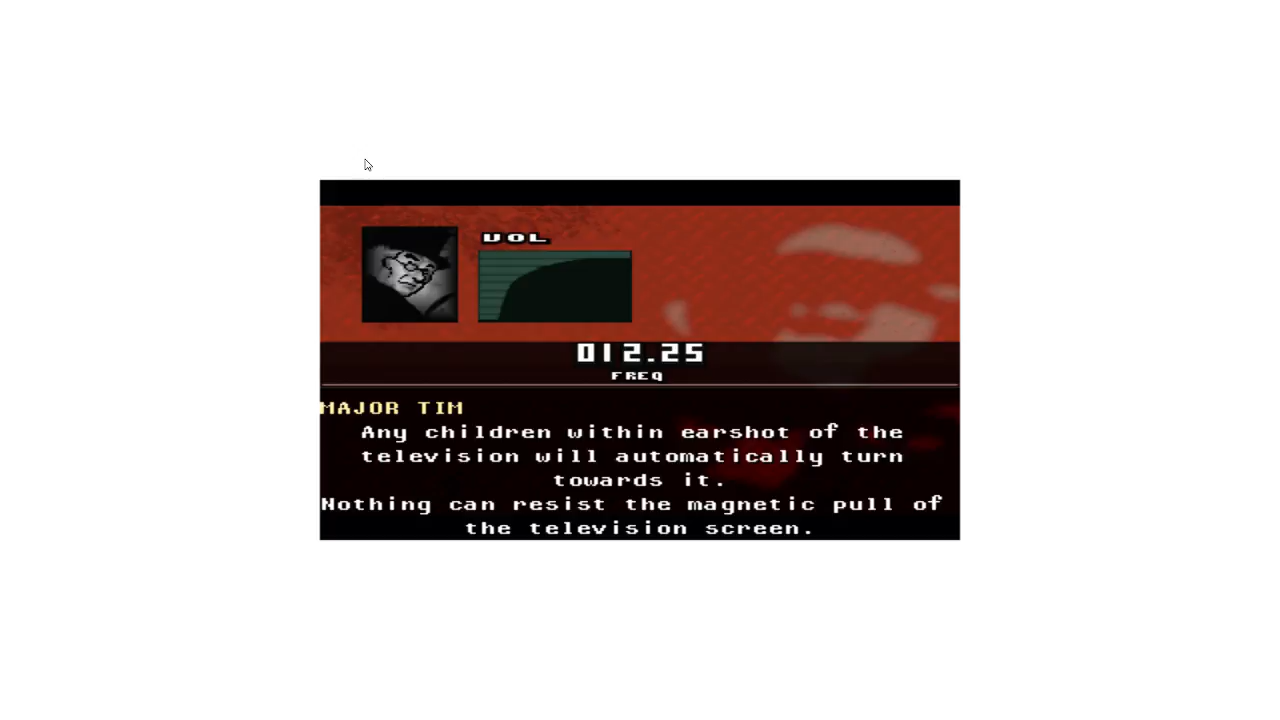 VOL
012.25
FREQ
MAJOR TIM
Any children within earshot of the
television will automatically turn
towards it.
Nothing can resist the magnetic pull of
the television screen.